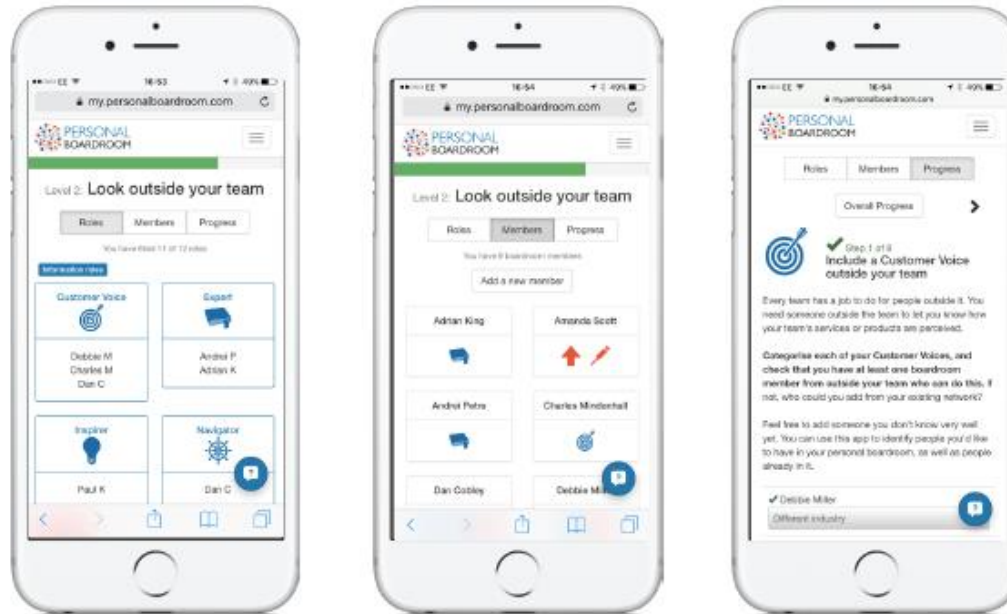 EE
16:53
49%
my.personalboardroom.com
PERSONAL
BOARDROOM
Level 2: Look outside your team
Roles
Members
Progress
You have filled 11 of 12 roles
Information roles
Customer Voice
Expert
Debbie M
Andrei P
Charles M
Adrian K
Dan C
Inspirer
Navigator
Paul K
Dan C
EE
16:54
49%
my.personalboardroom.com
PERSONAL
BOARDROOM
Level 2: Look outside your team
Roles
Members
Progress
You have 9 boardroom members
Add a new member
Adrian King
Amanda Scott
Andrei Petre
Charles Mindenhall
Dan Cobley
Debbie
EE
16:54
49%
my.personalboardroom.com
PERSONAL
BOARDROOM
Roles
Members
Progress
Overall Progress
Step 1 of 8
Include a Customer Voice
outside your team
Every team has a job to do for people outside it. You
need someone outside the team to let you know how
your team's services or products are perceived.
Categorise each of your Customer Voices, and
check that you have at least one boardroom
member from outside your team who can do this. If
not, who could you add from your existing network?
Feel free to add someone you don't know very well
yet. You can use this app to identify people you'd like
to have in your personal boardroom, as well as people
already in it.
Debbie Miller
Different industry